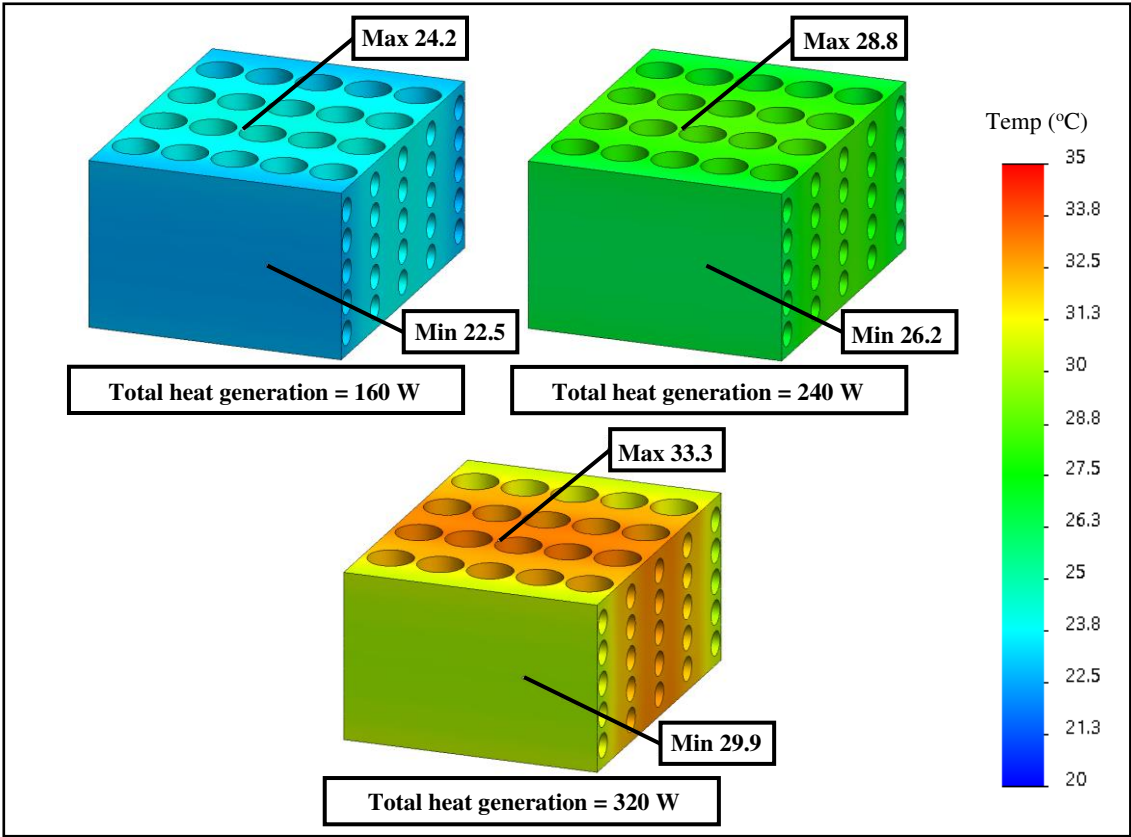 Max 24.2
Max 28.8
Min 22.5
Min 26.2
Total heat generation = 160 W
Total heat generation = 240 W
Max 33.3
Min 29.9
Total heat generation = 320 W
Temp (°C)
35
33.8
32.5
31.3
30
28.8
27.5
26.3
25
23.8
22.5
21.3
20